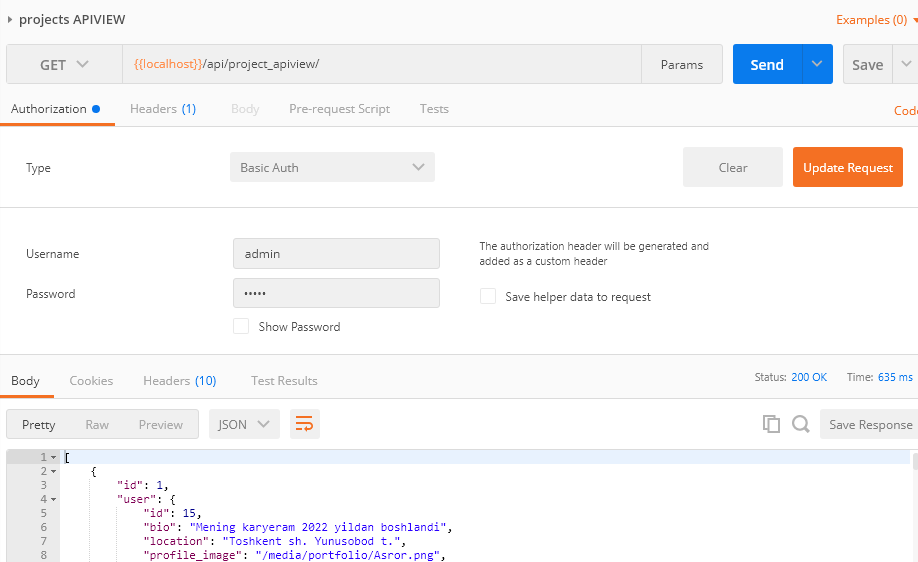 projects APIVIEW Examples (0)
GET {{localhost}}/api/project_apiview/ Params Send Save
Authorization Headers (1) Body Pre-request Script Tests Code
Type Basic Auth Clear Update Request
Username admin The authorization header will be generated and
added as a custom header
Password ••••• Save helper data to request
Show Password
Body Cookies Headers (10) Test Results Status: 200 OK Time: 635 ms
Pretty Raw Preview JSON Save Response
1 [
2 {
3 "id": 1,
4 "user": {
5 "id": 15,
6 "bio": "Mening karyeram 2022 yildan boshlandi",
7 "location": "Toshkent sh. Yunusobod t.",
8 "profile_image": "/media/portfolio/Asror.png",